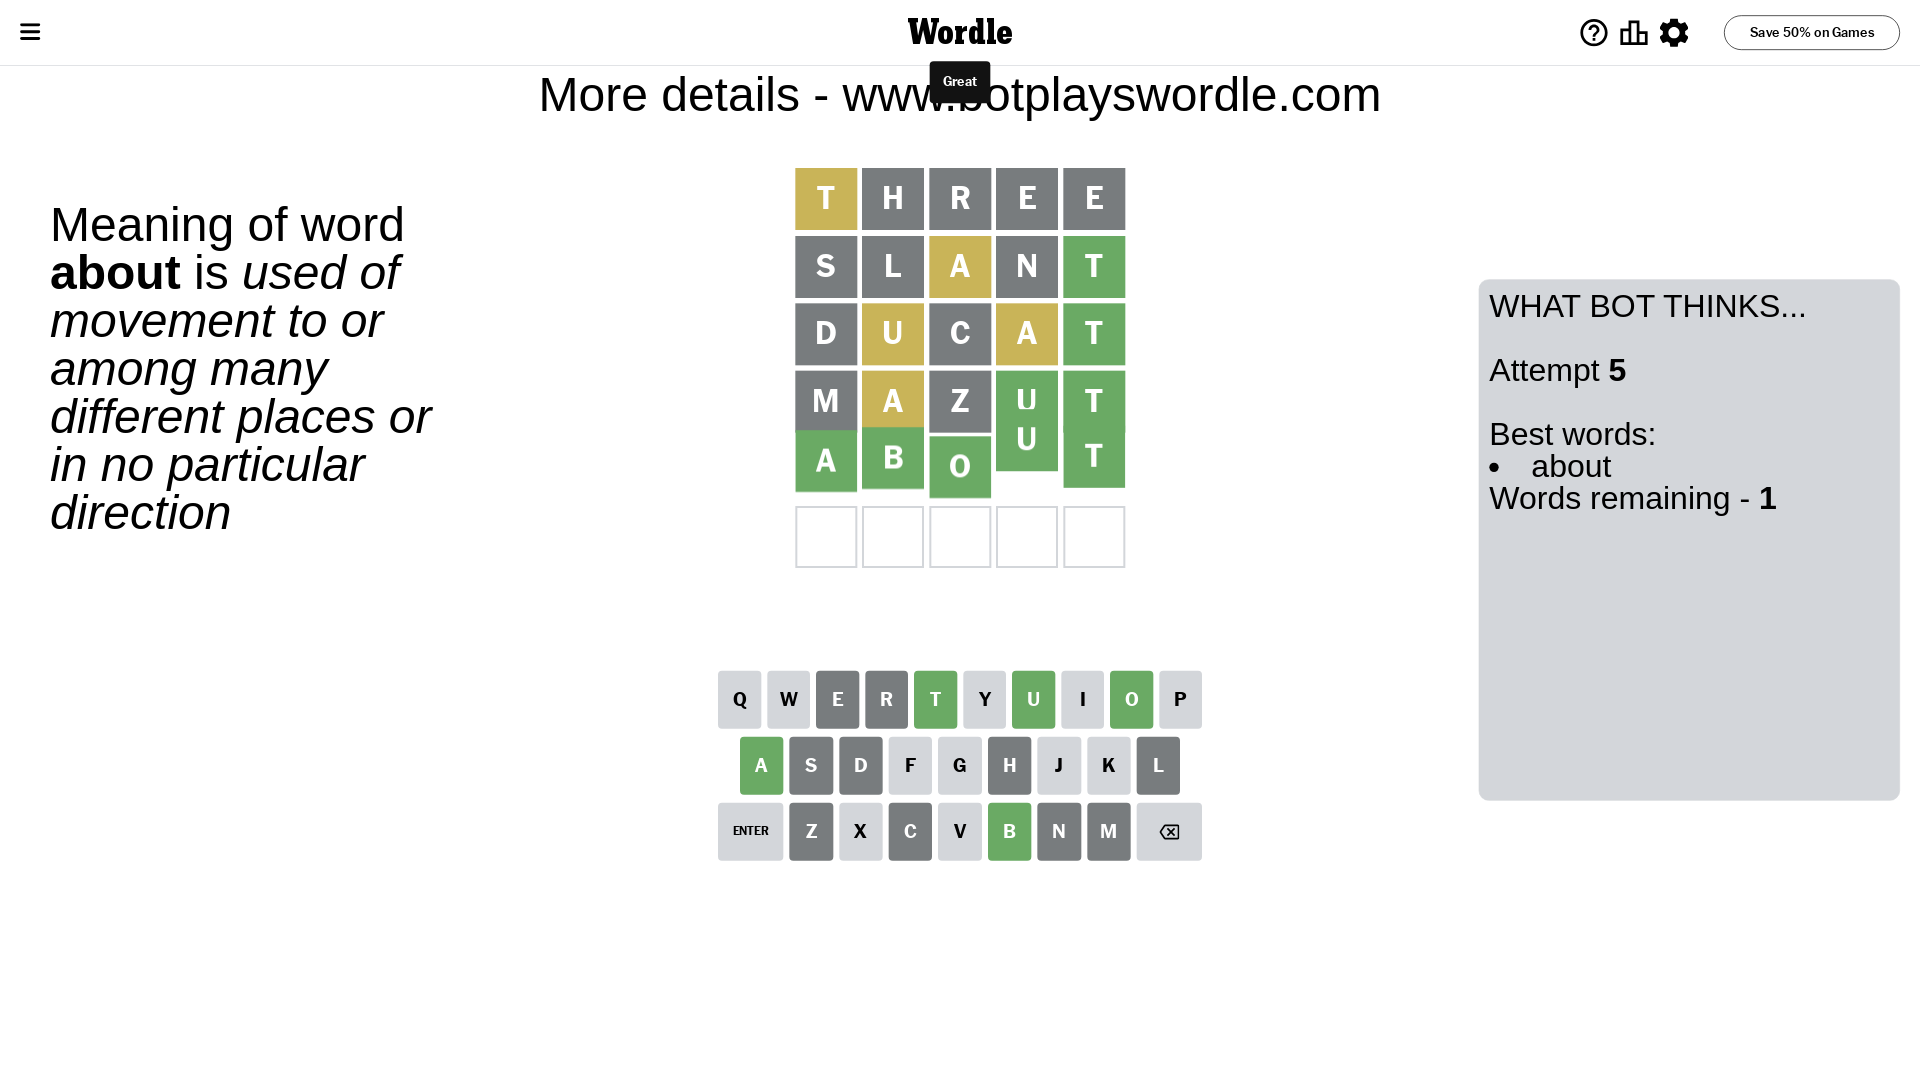 Wordle
Save 50% on Games
Great
More details - www.botplayswordle.com
Meaning of word
about is used of
movement to or
among many
different places or
in no particular
direction
T H R E E
S L A N T
D U C A T
M A Z U T
A B O U T
WHAT BOT THINKS...
Attempt 5
Best words:
• about
Words remaining - 1
Q W E R T Y U I O P
A S D F G H J K L
ENTER Z X C V B N M